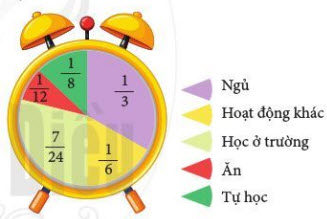 1/8
1/12
1/3
7/24
1/6
Ngủ
Hoạt động khác
Học ở trường
Ăn
Tự học